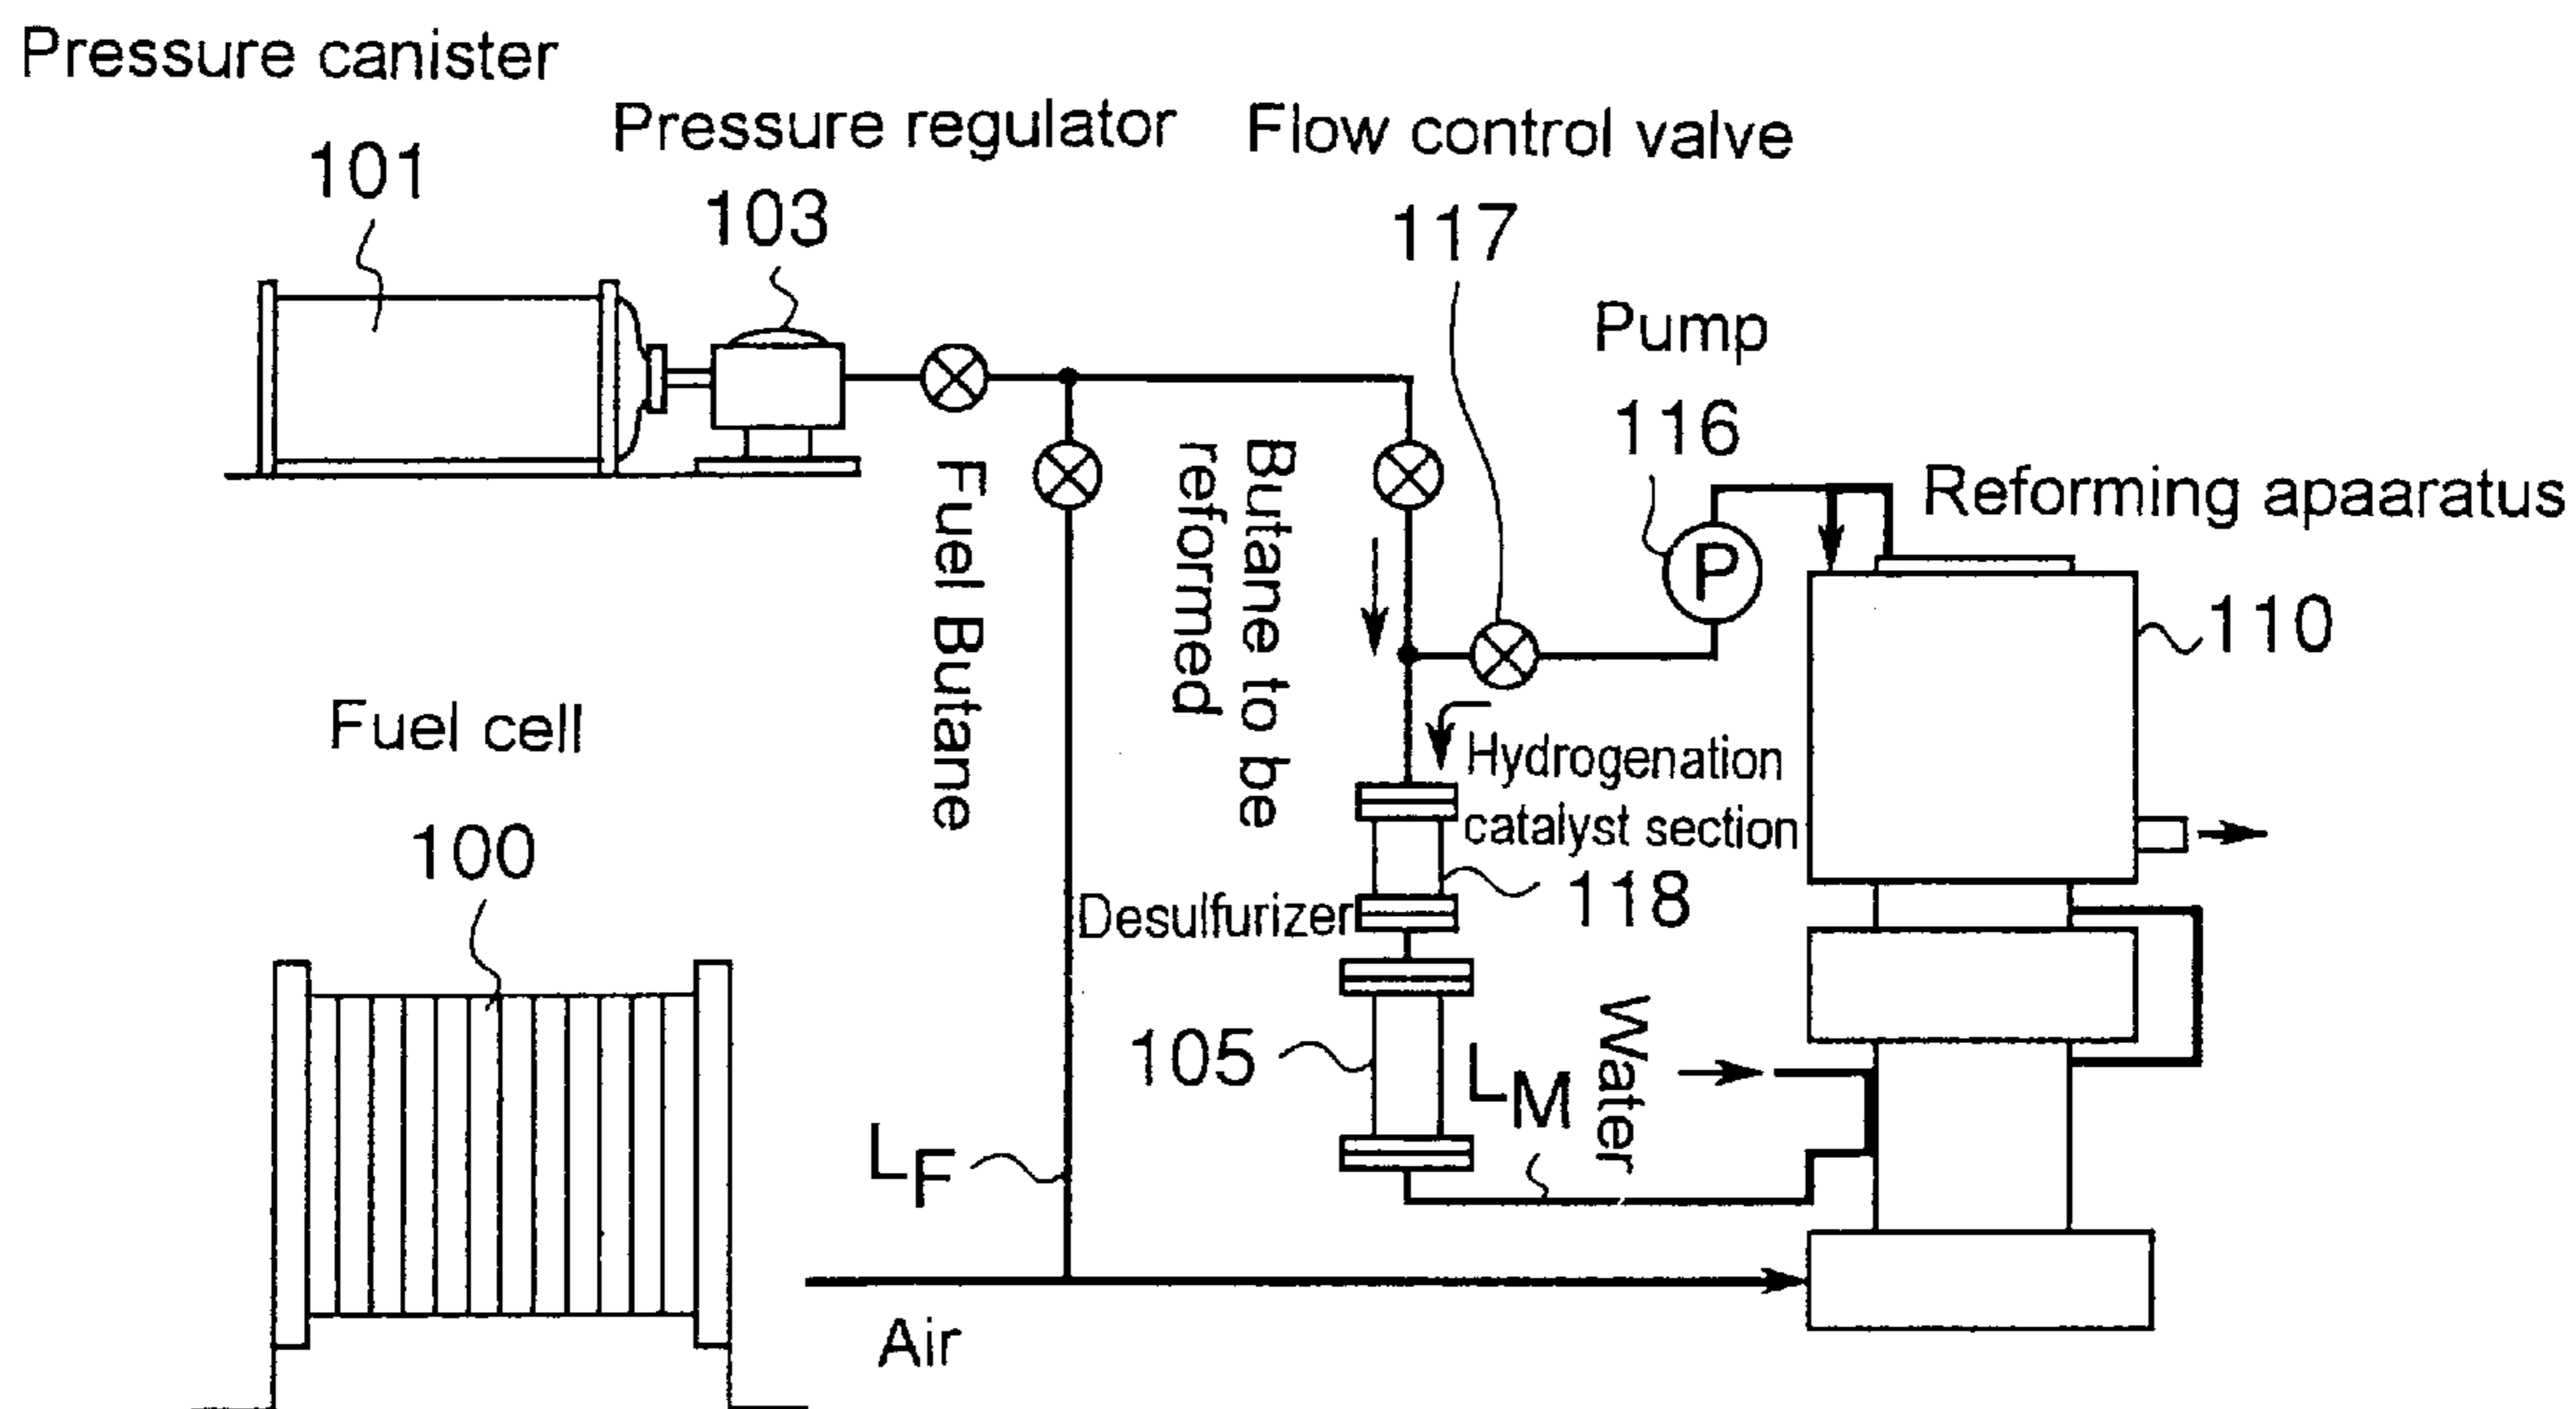 Pressure canister
101
Pressure regulator
103
Flow control valve
117
Pump
116
P
Reforming apaaratus
110
Fuel Butane
Butane to be
reformed
Fuel cell
100
Hydrogenation
catalyst section
118
Desulfurizer
105
LM
Water
LF
Air